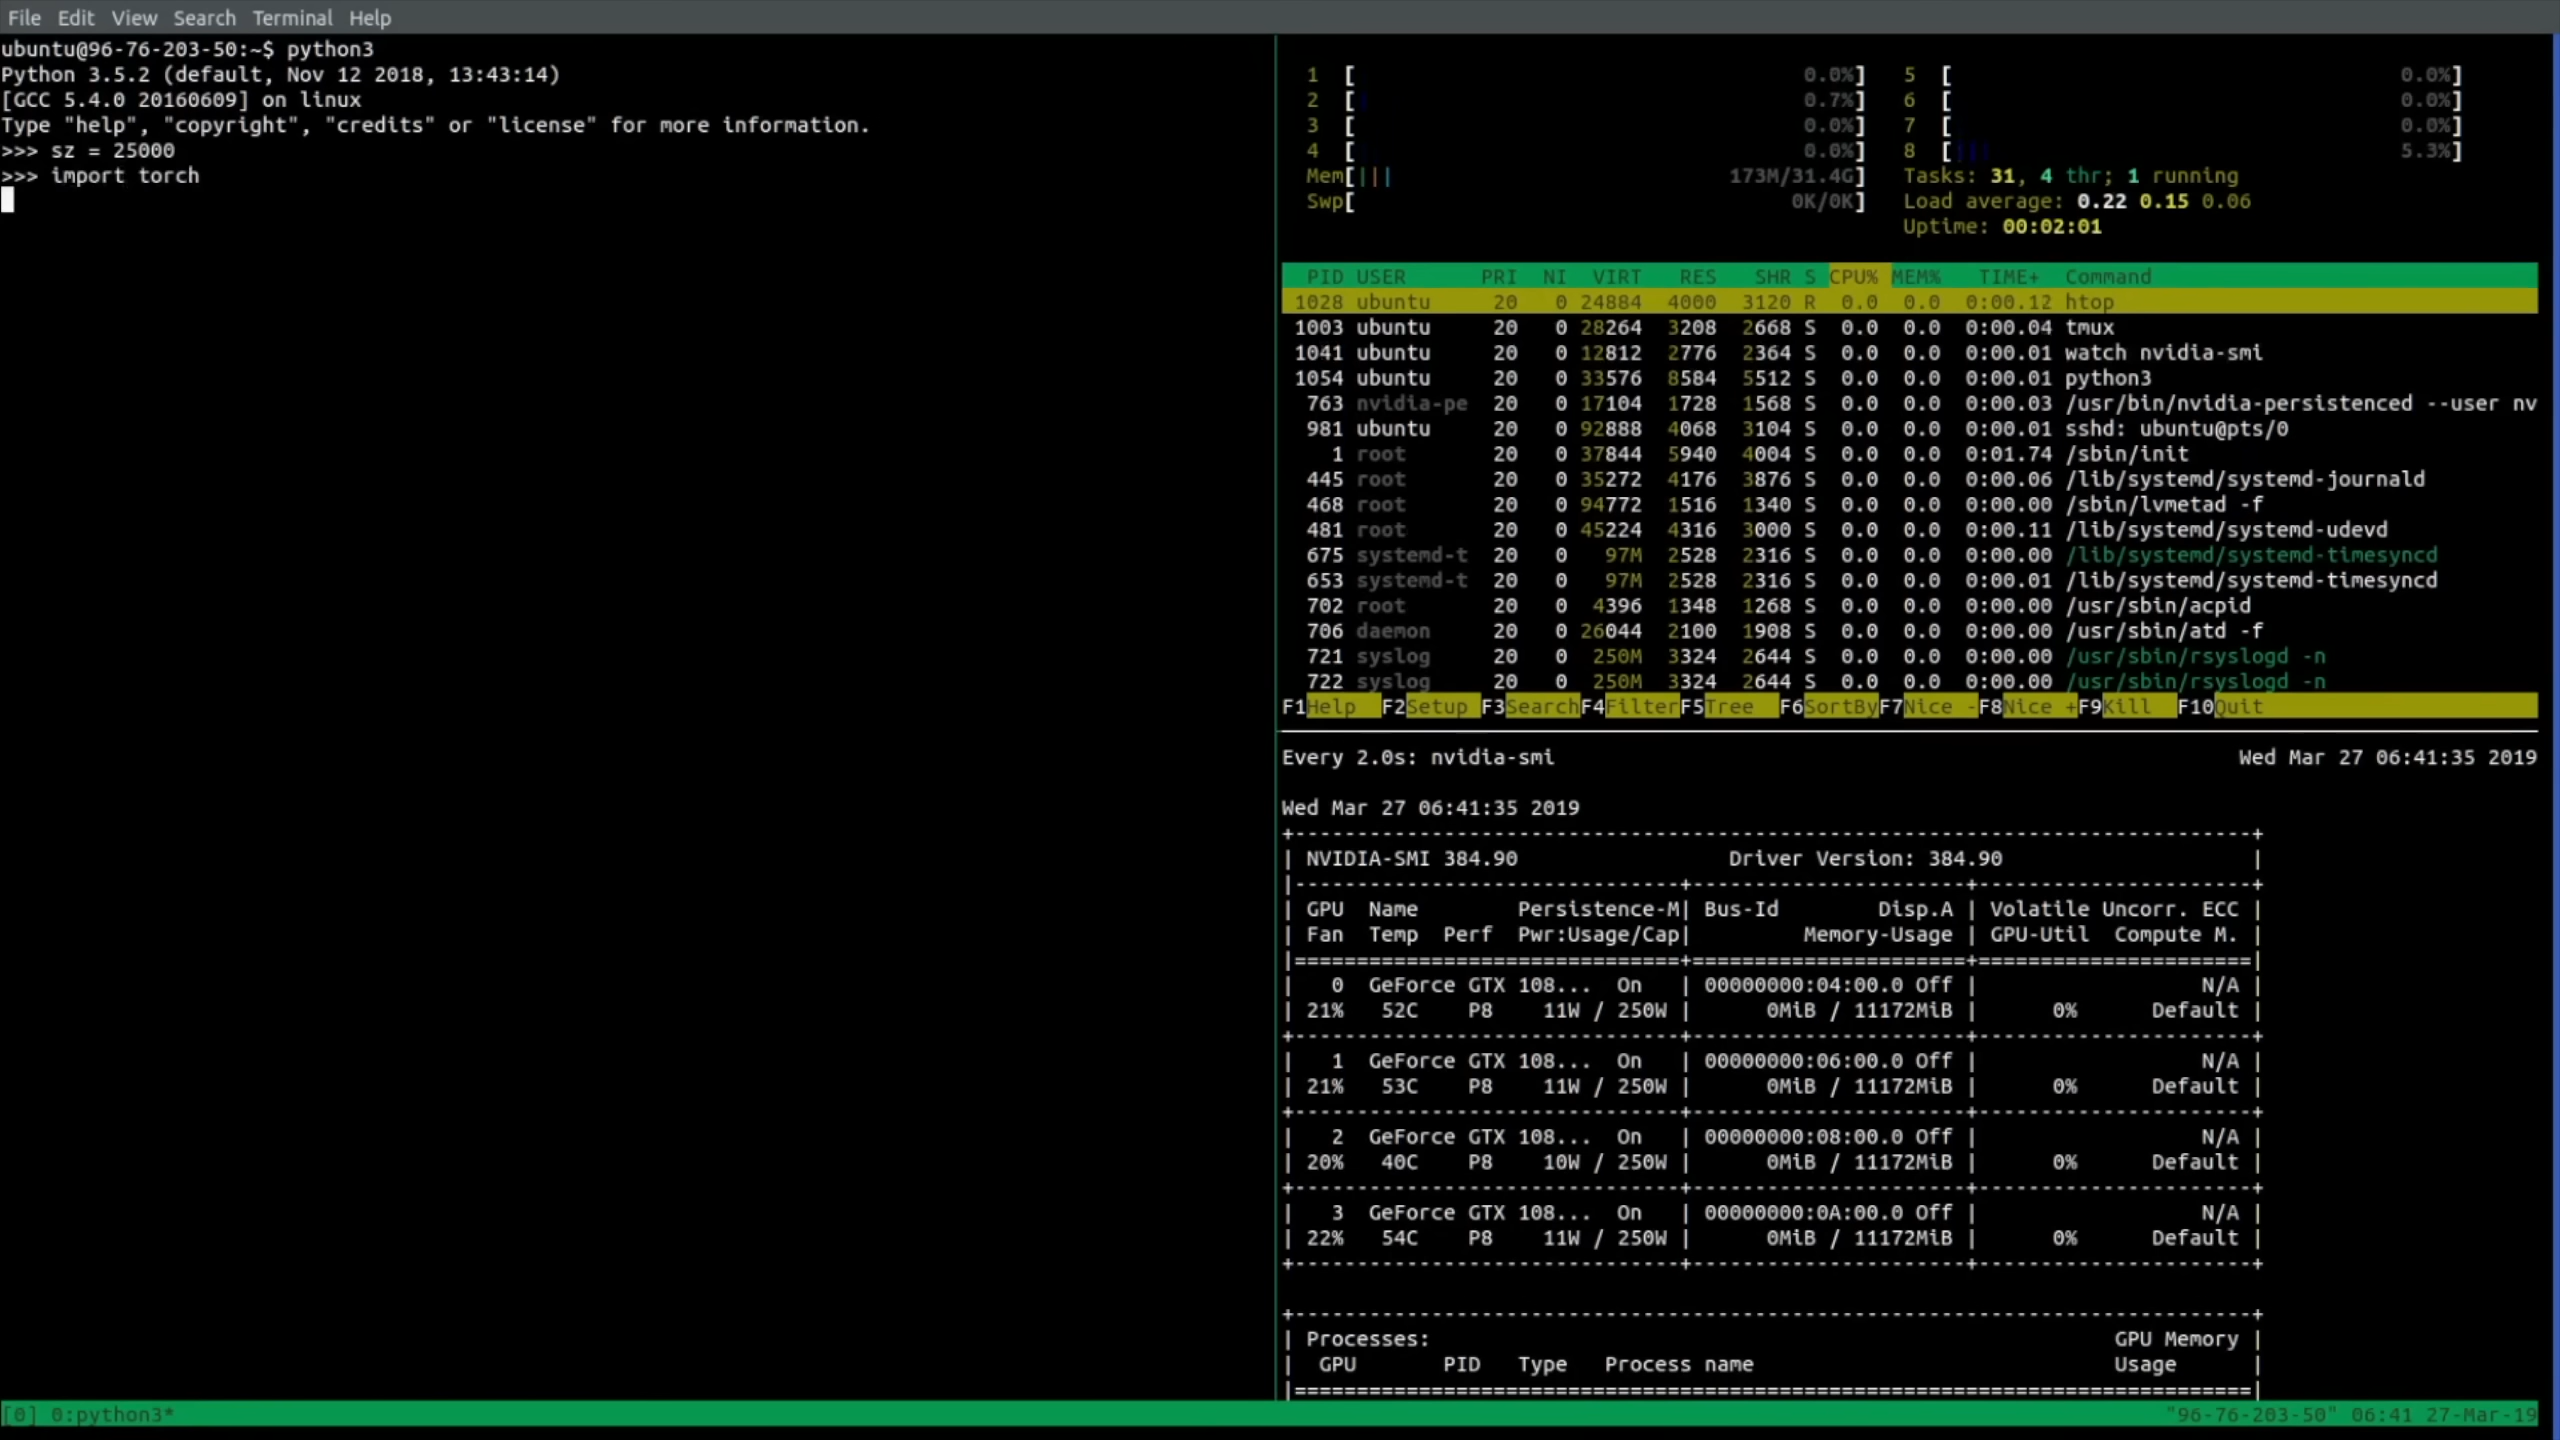 File Edit View Search Terminal Help
ubuntu@96-76-203-50:~$ python3
Python 3.5.2 (default, Nov 12 2018, 13:43:14)
[GCC 5.4.0 20160609] on linux
Type "help", "copyright", "credits" or "license" for more information.
>>> sz = 25000
>>> import torch
1 [ 0.0%] 5 [ 0.0%]
2 [ 0.7%] 6 [ 0.0%]
3 [ 0.0%] 7 [ 0.0%]
4 [ 0.0%] 8 [||| 5.3%]
Mem[||| 173M/31.4G] Tasks: 31, 4 thr; 1 running
Swp[ 0K/0K] Load average: 0.22 0.15 0.06
Uptime: 00:02:01
PID USER PRI NI VIRT RES SHR S CPU% MEM% TIME+ Command
1028 ubuntu 20 0 24884 4000 3120 R 0.0 0.0 0:00.12 htop
1003 ubuntu 20 0 28264 3208 2668 S 0.0 0.0 0:00.04 tmux
1041 ubuntu 20 0 12812 2776 2364 S 0.0 0.0 0:00.01 watch nvidia-smi
1054 ubuntu 20 0 33576 8584 5512 S 0.0 0.0 0:00.01 python3
763 nvidia-pe 20 0 17104 1728 1568 S 0.0 0.0 0:00.03 /usr/bin/nvidia-persistenced --user nv
981 ubuntu 20 0 92888 4068 3104 S 0.0 0.0 0:00.01 sshd: ubuntu@pts/0
1 root 20 0 37844 5940 4004 S 0.0 0.0 0:01.74 /sbin/init
445 root 20 0 35272 4176 3876 S 0.0 0.0 0:00.06 /lib/systemd/systemd-journald
468 root 20 0 94772 1516 1340 S 0.0 0.0 0:00.00 /sbin/lvmetad -f
481 root 20 0 45224 4316 3000 S 0.0 0.0 0:00.11 /lib/systemd/systemd-udevd
675 systemd-t 20 0 97M 2528 2316 S 0.0 0.0 0:00.00 /lib/systemd/systemd-timesyncd
653 systemd-t 20 0 97M 2528 2316 S 0.0 0.0 0:00.01 /lib/systemd/systemd-timesyncd
702 root 20 0 4396 1348 1268 S 0.0 0.0 0:00.00 /usr/sbin/acpid
706 daemon 20 0 26044 2100 1908 S 0.0 0.0 0:00.00 /usr/sbin/atd -f
721 syslog 20 0 250M 3324 2644 S 0.0 0.0 0:00.00 /usr/sbin/rsyslogd -n
722 syslog 20 0 250M 3324 2644 S 0.0 0.0 0:00.00 /usr/sbin/rsyslogd -n
F1Help F2Setup F3SearchF4FilterF5Tree F6SortByF7Nice -F8Nice +F9Kill F10Quit
Every 2.0s: nvidia-smi Wed Mar 27 06:41:35 2019
Wed Mar 27 06:41:35 2019
+-----------------------------------------------------------------------------+
| NVIDIA-SMI 384.90 Driver Version: 384.90 |
|-------------------------------+----------------------+----------------------+
| GPU Name Persistence-M| Bus-Id Disp.A | Volatile Uncorr. ECC |
| Fan Temp Perf Pwr:Usage/Cap| Memory-Usage | GPU-Util Compute M. |
|===============================+======================+======================|
| 0 GeForce GTX 108... On | 00000000:04:00.0 Off | N/A |
| 21% 52C P8 11W / 250W | 0MiB / 11172MiB | 0% Default |
+-------------------------------+----------------------+----------------------+
| 1 GeForce GTX 108... On | 00000000:06:00.0 Off | N/A |
| 21% 53C P8 11W / 250W | 0MiB / 11172MiB | 0% Default |
+-------------------------------+----------------------+----------------------+
| 2 GeForce GTX 108... On | 00000000:08:00.0 Off | N/A |
| 20% 40C P8 10W / 250W | 0MiB / 11172MiB | 0% Default |
+-------------------------------+----------------------+----------------------+
| 3 GeForce GTX 108... On | 00000000:0A:00.0 Off | N/A |
| 22% 54C P8 11W / 250W | 0MiB / 11172MiB | 0% Default |
+-------------------------------+----------------------+----------------------+
+-----------------------------------------------------------------------------+
| Processes: GPU Memory |
| GPU PID Type Process name Usage |
|=============================================================================|
[0] 0:python3* "96-76-203-50" 06:41 27-Mar-19